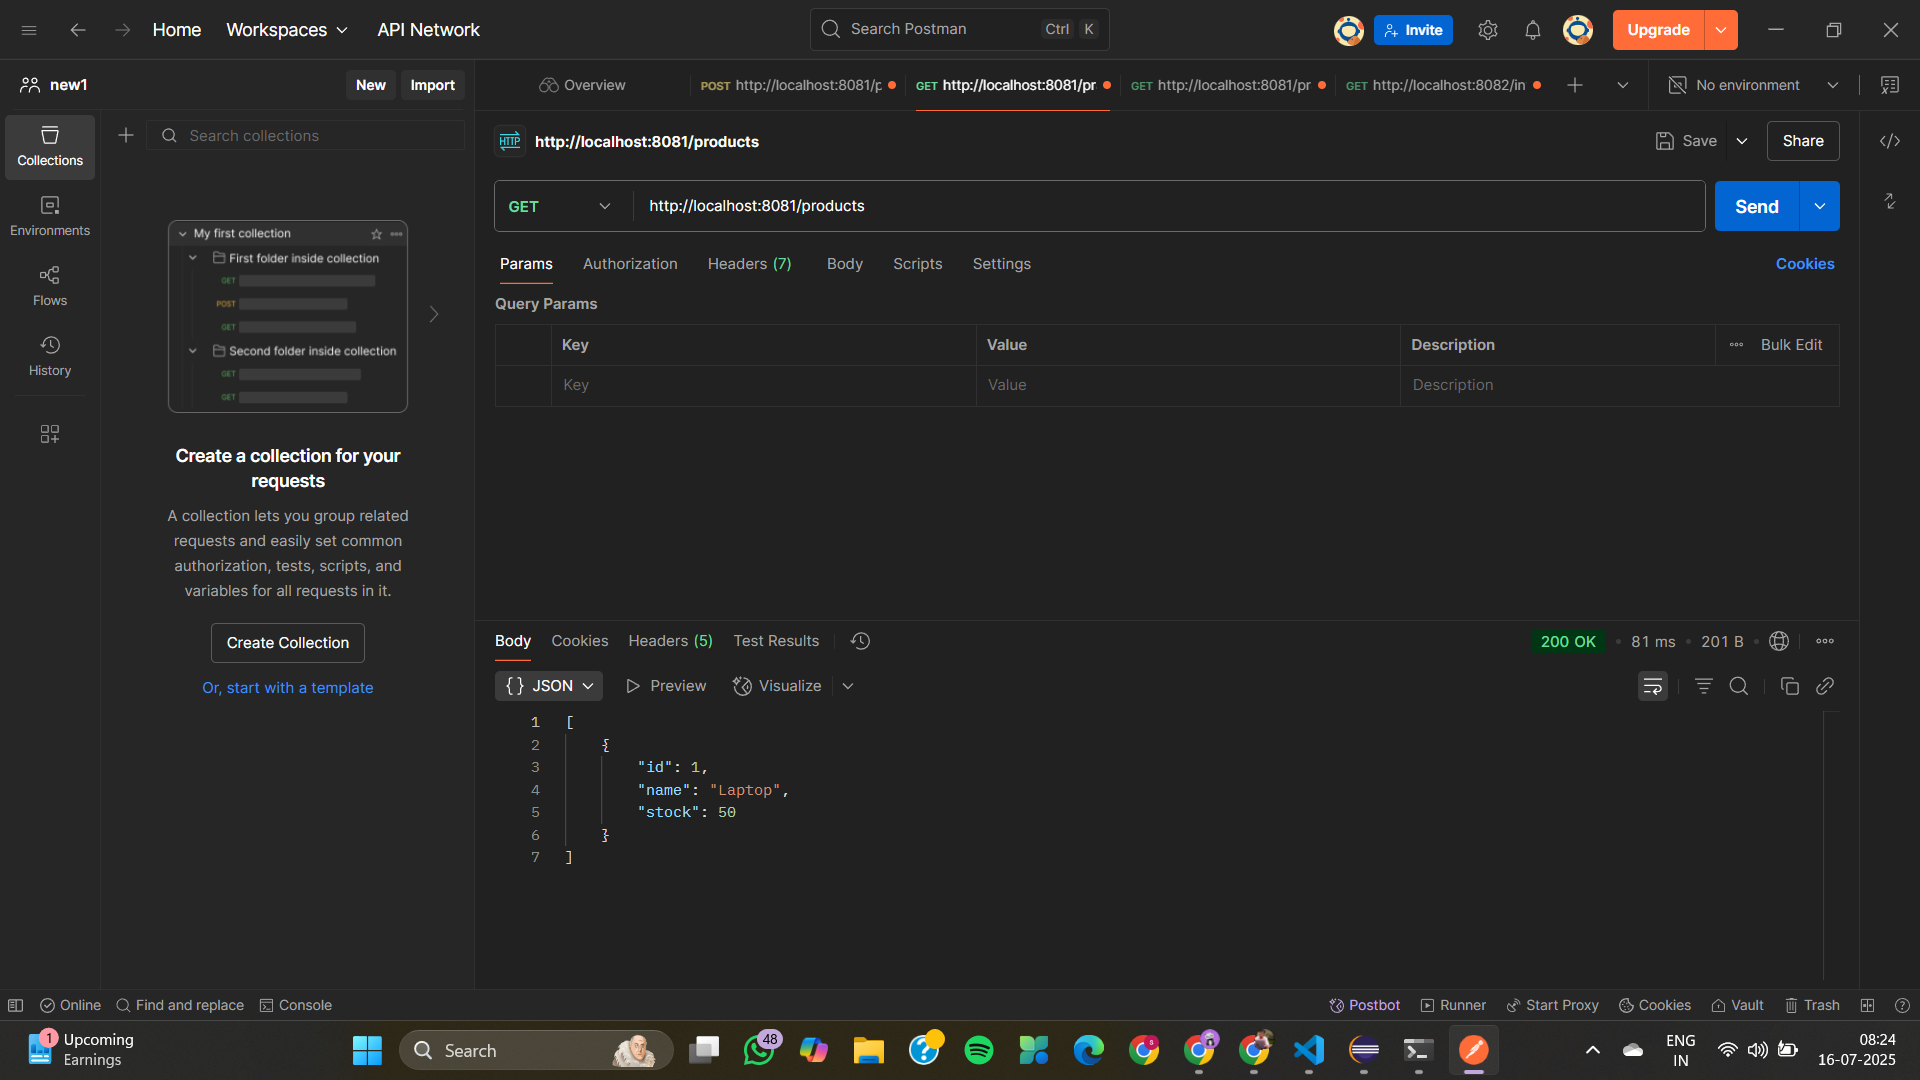 Home
Workspaces
API Network
Search Postman
Ctrl
K
Invite
Upgrade
new1
New
Import
Overview
POST http://localhost:8081/p
GET http://localhost:8081/pr
GET http://localhost:8081/pr
GET http://localhost:8082/in
No environment
Collections
Environments
Flows
History
Search collections
My first collection
First folder inside collection
GET
POST
GET
Second folder inside collection
GET
GET
Create a collection for your
requests
A collection lets you group related
requests and easily set common
authorization, tests, scripts, and
variables for all requests in it.
Create Collection
Or, start with a template
HTTP
http://localhost:8081/products
Save
Share
GET
http://localhost:8081/products
Send
Params
Authorization
Headers (7)
Body
Scripts
Settings
Cookies
Query Params
Key
Value
Description
Bulk Edit
Key
Value
Description
Body
Cookies
Headers (5)
Test Results
200 OK
81 ms
201 B
{} JSON
Preview
Visualize
1 [
2 {
3 "id": 1,
4 "name": "Laptop",
5 "stock": 50
6 }
7 ]
Online
Find and replace
Console
Postbot
Runner
Start Proxy
Cookies
Vault
Trash
1
Upcoming
Earnings
Search
48
ENG
IN
08:24
16-07-2025